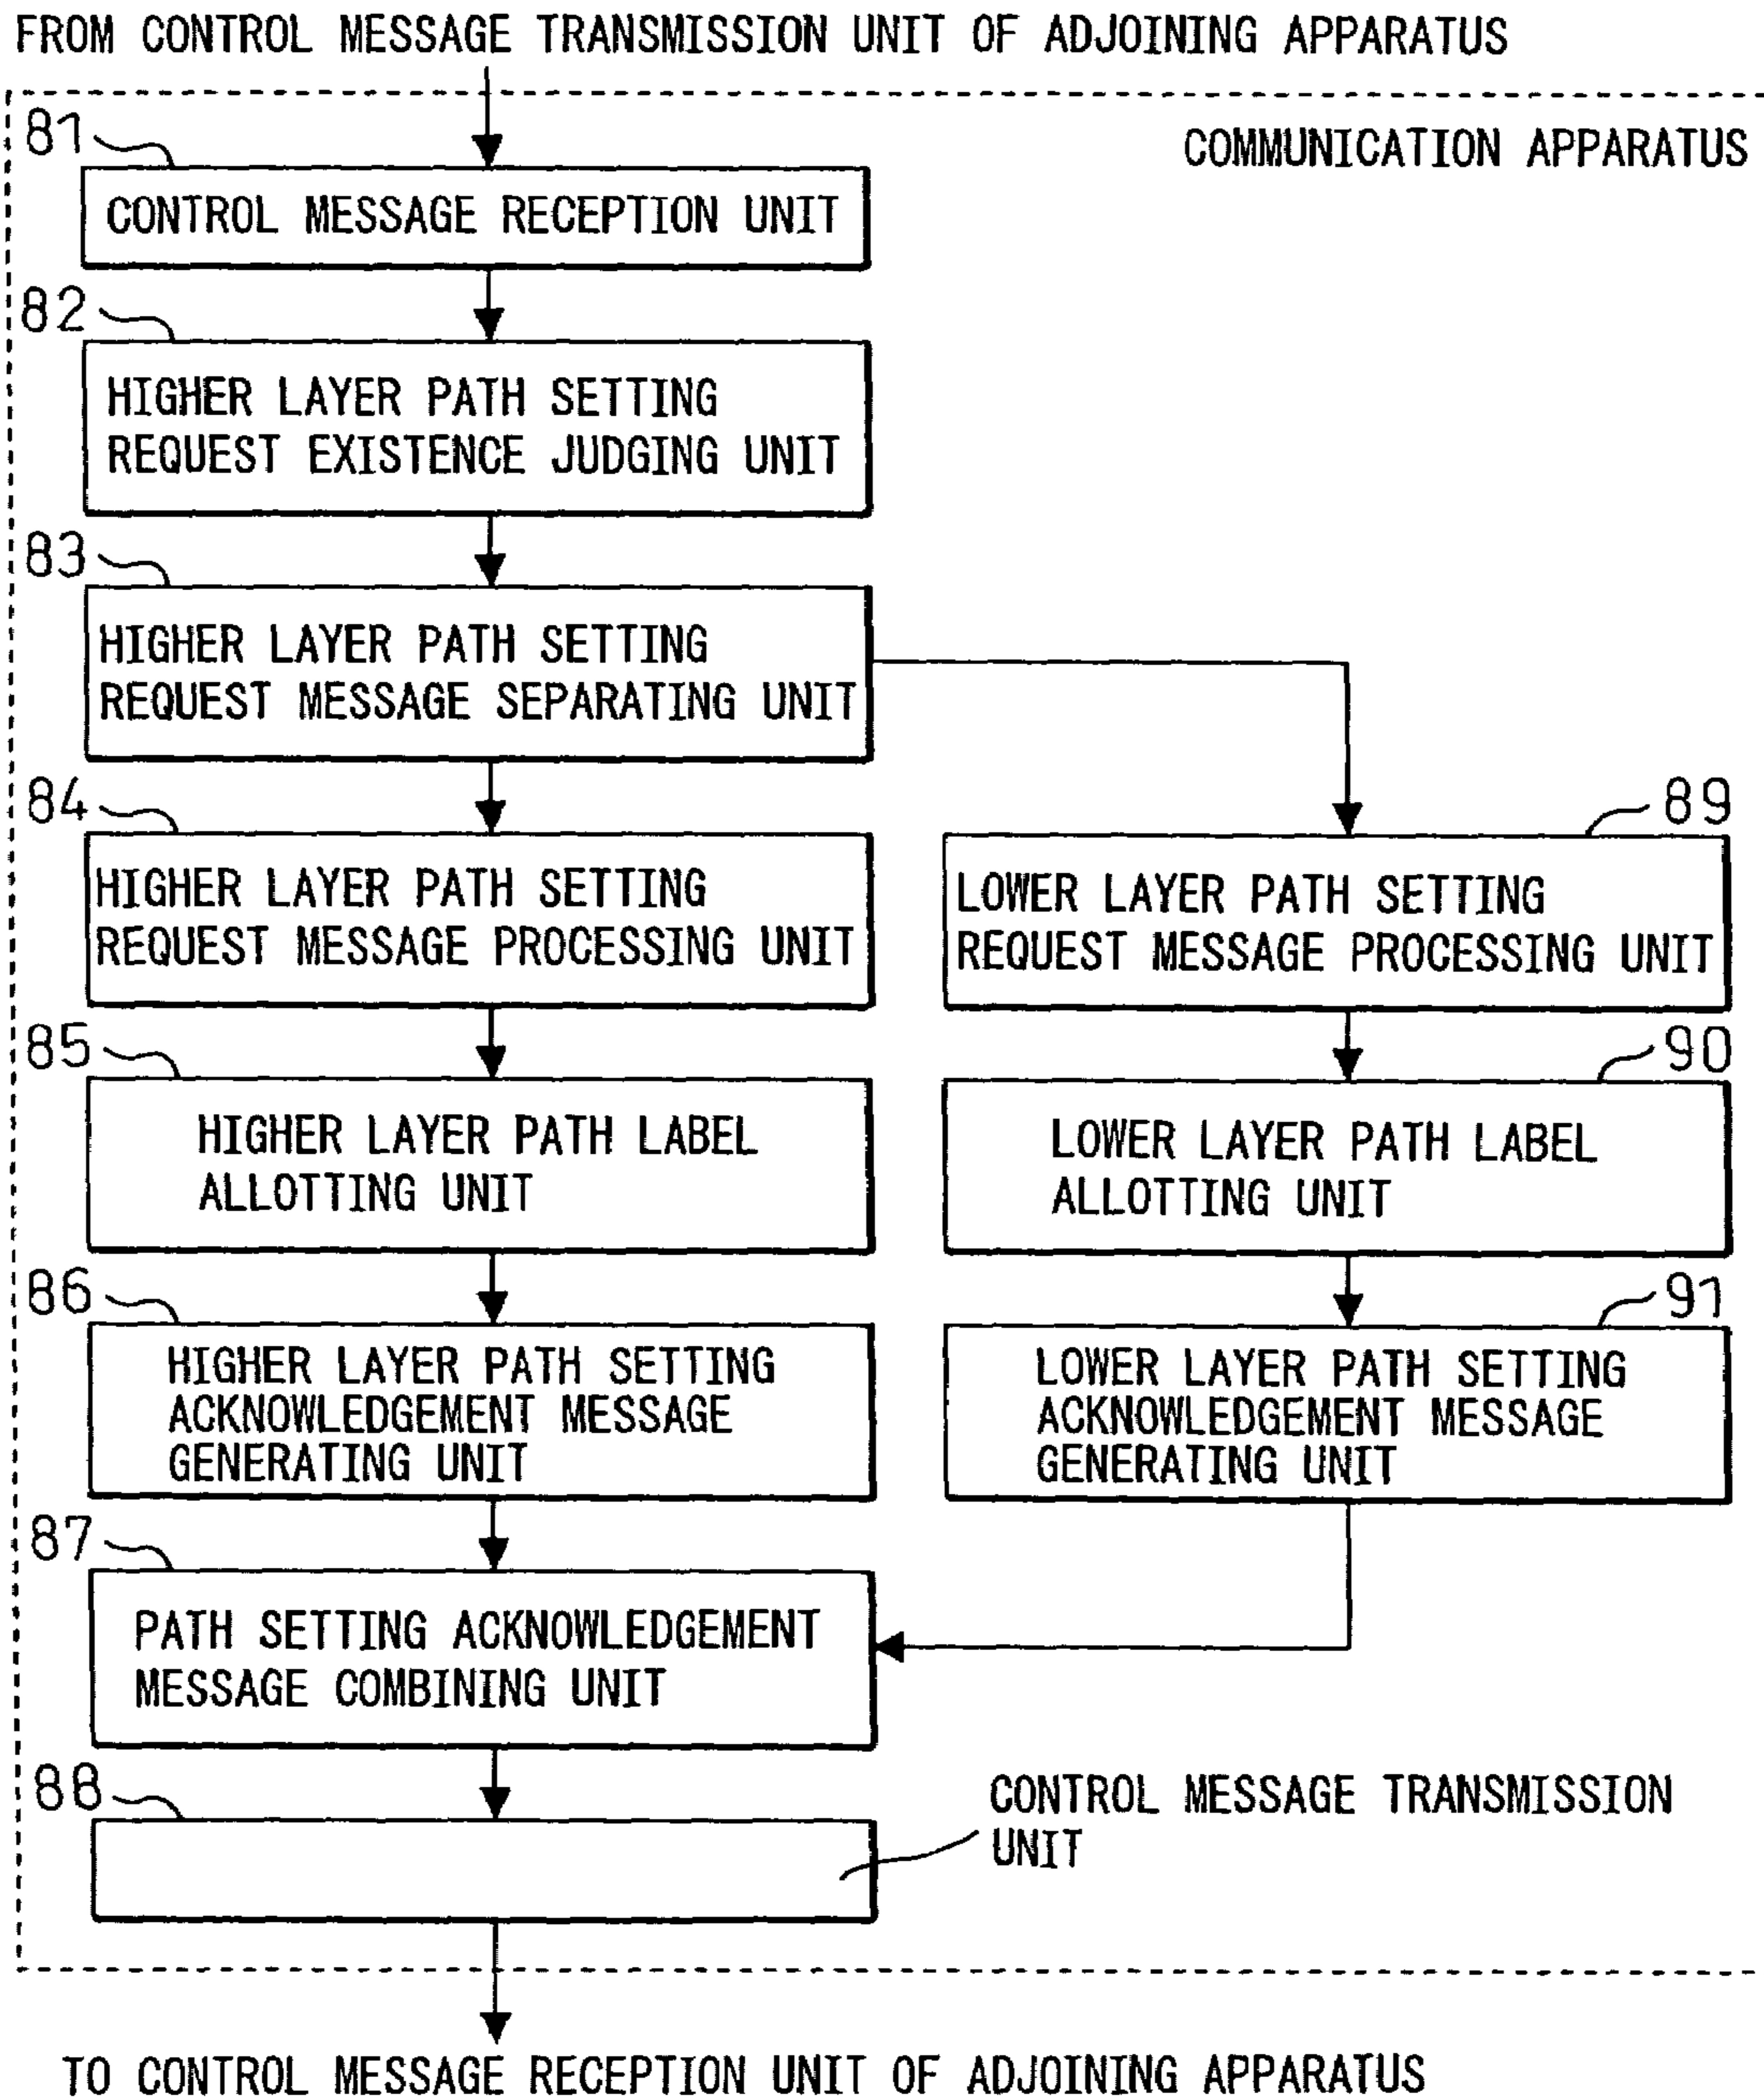 FROM CONTROL MESSAGE TRANSMISSION UNIT OF ADJOINING APPARATUS
COMMUNICATION APPARATUS
81
CONTROL MESSAGE RECEPTION UNIT
82
HIGHER LAYER PATH SETTING
REQUEST EXISTENCE JUDGING UNIT
83
HIGHER LAYER PATH SETTING
REQUEST MESSAGE SEPARATING UNIT
84
HIGHER LAYER PATH SETTING
REQUEST MESSAGE PROCESSING UNIT
89
LOWER LAYER PATH SETTING
REQUEST MESSAGE PROCESSING UNIT
85
HIGHER LAYER PATH LABEL
ALLOTTING UNIT
90
LOWER LAYER PATH LABEL
ALLOTTING UNIT
86
HIGHER LAYER PATH SETTING
ACKNOWLEDGEMENT MESSAGE
GENERATING UNIT
91
LOWER LAYER PATH SETTING
ACKNOWLEDGEMENT MESSAGE
GENERATING UNIT
87
PATH SETTING ACKNOWLEDGEMENT
MESSAGE COMBINING UNIT
88
CONTROL MESSAGE TRANSMISSION
UNIT
TO CONTROL MESSAGE RECEPTION UNIT OF ADJOINING APPARATUS